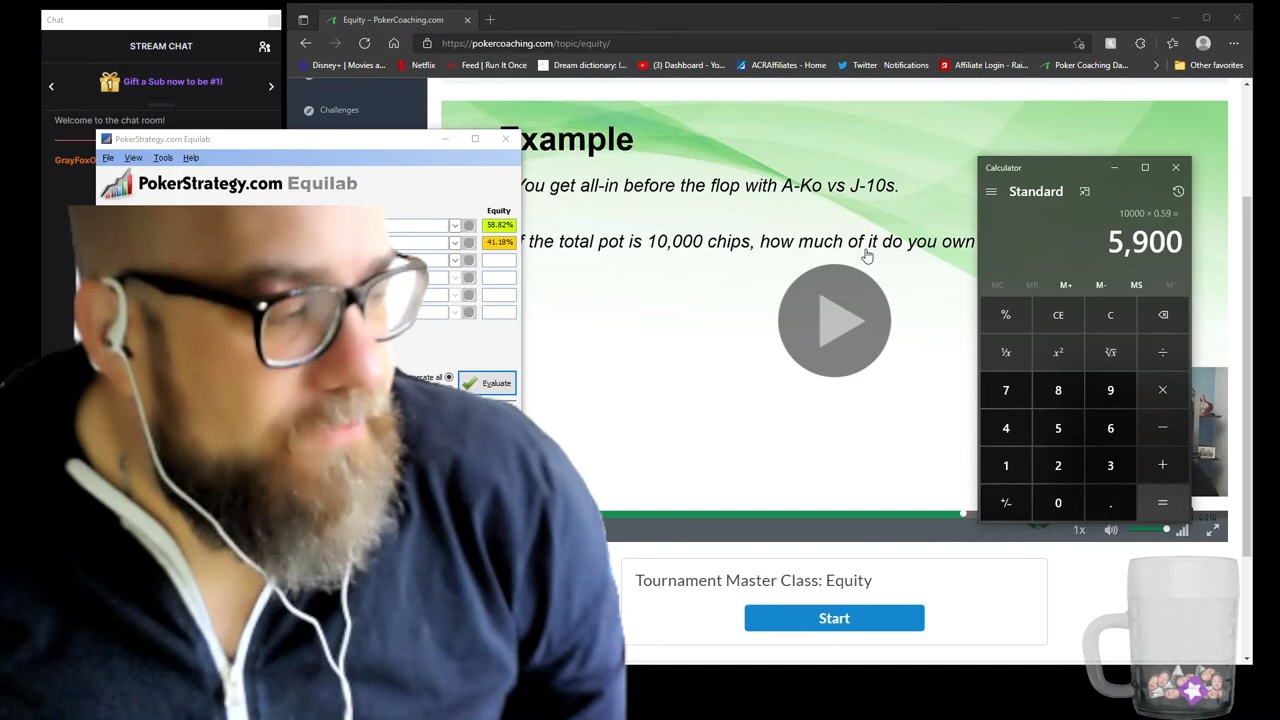 Chat
STREAM CHAT
Gift a Sub now to be #1!
Welcome to the chat room!
GrayFoxO
Equity – PokerCoaching.com
https://pokercoaching.com/topic/equity/
Disney+ | Movies a...
Netflix
Feed | Run It Once
Dream dictionary: I...
(3) Dashboard - Yo...
ACRAffiliates - Home
Twitter
Notifications
Affiliate Login - Rai...
Poker Coaching Da...
Other favorites
Challenges
PokerStrategy.com Equilab
File View Tools Help
PokerStrategy.com Equilab
Equity
58.82%
41.18%
Evaluate
Example
You get all-in before the flop with A-Ko vs J-10s.
f the total pot is 10,000 chips, how much of it do you own
Calculator
Standard
10000 × 0.59 =
5,900
MC MR M+ M- MS
% CE C
7 8 9 ×
4 5 6 −
1 2 3 +
+/- 0 . =
1x
Tournament Master Class: Equity
Start